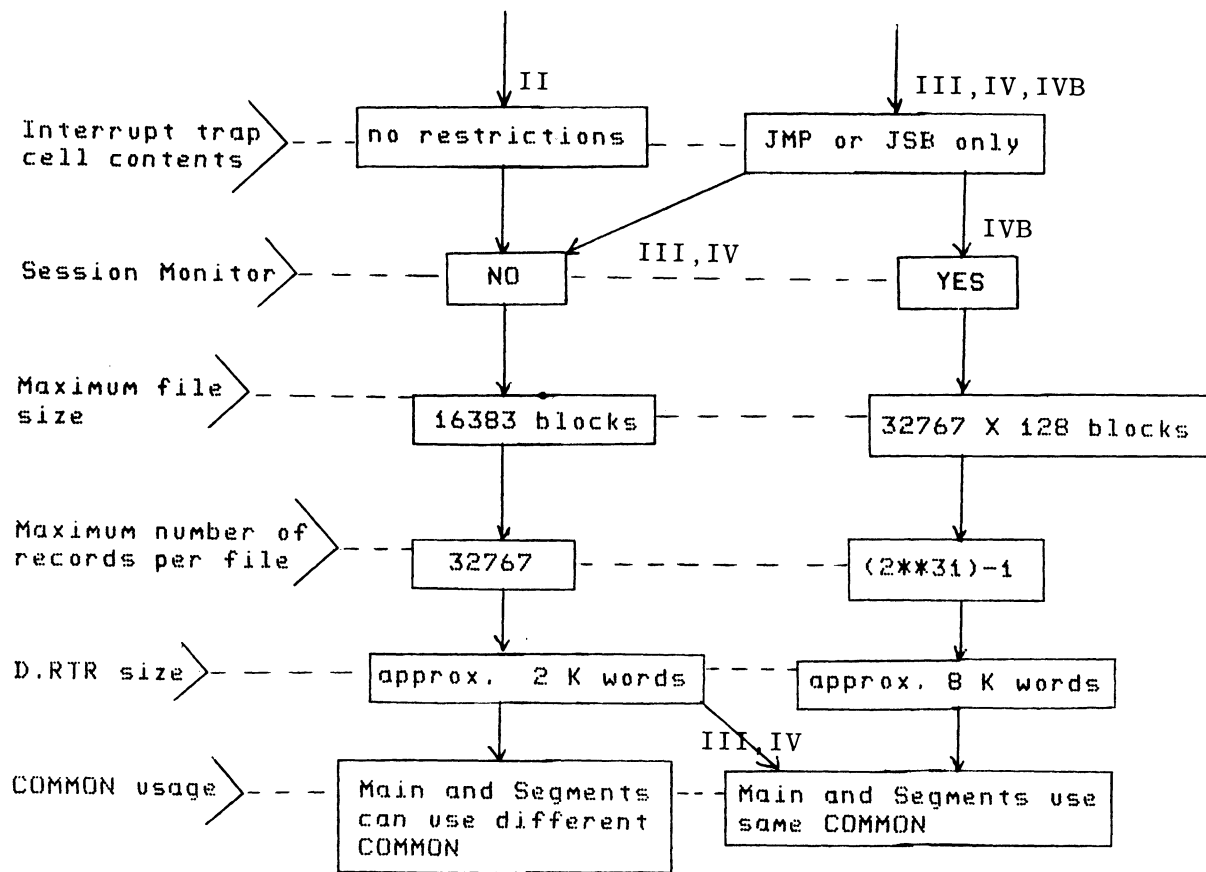 II
III,IV,IVB
Interrupt trap
cell contents
no restrictions
JMP or JSB only
III,IV
IVB
Session Monitor
NO
YES
Maximum file
size
16383 blocks
32767 X 128 blocks
Maximum number of
records per file
32767
(2**31)-1
D.RTR size
approx. 2 K words
approx. 8 K words
III,IV
COMMON usage
Main and Segments
can use different
COMMON
Main and Segments use
same COMMON